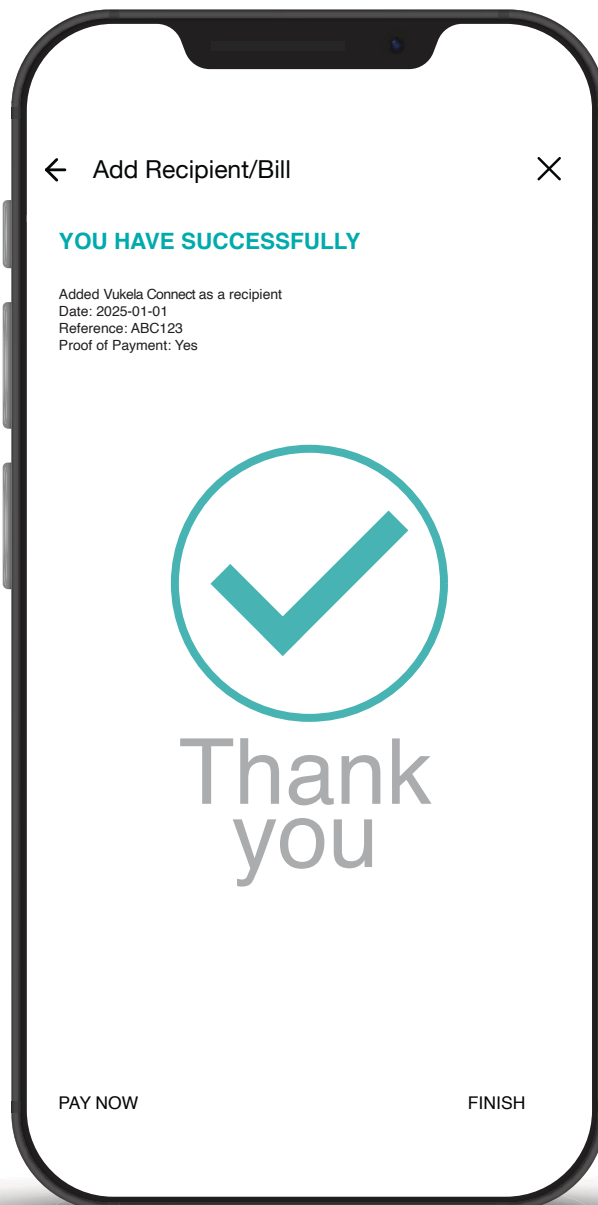 Add Recipient/Bill
YOU HAVE SUCCESSFULLY
Added Vukela Connect as a recipient
Date: 2025-01-01
Reference: ABC123
Proof of Payment: Yes
Thank
you
PAY NOW
FINISH